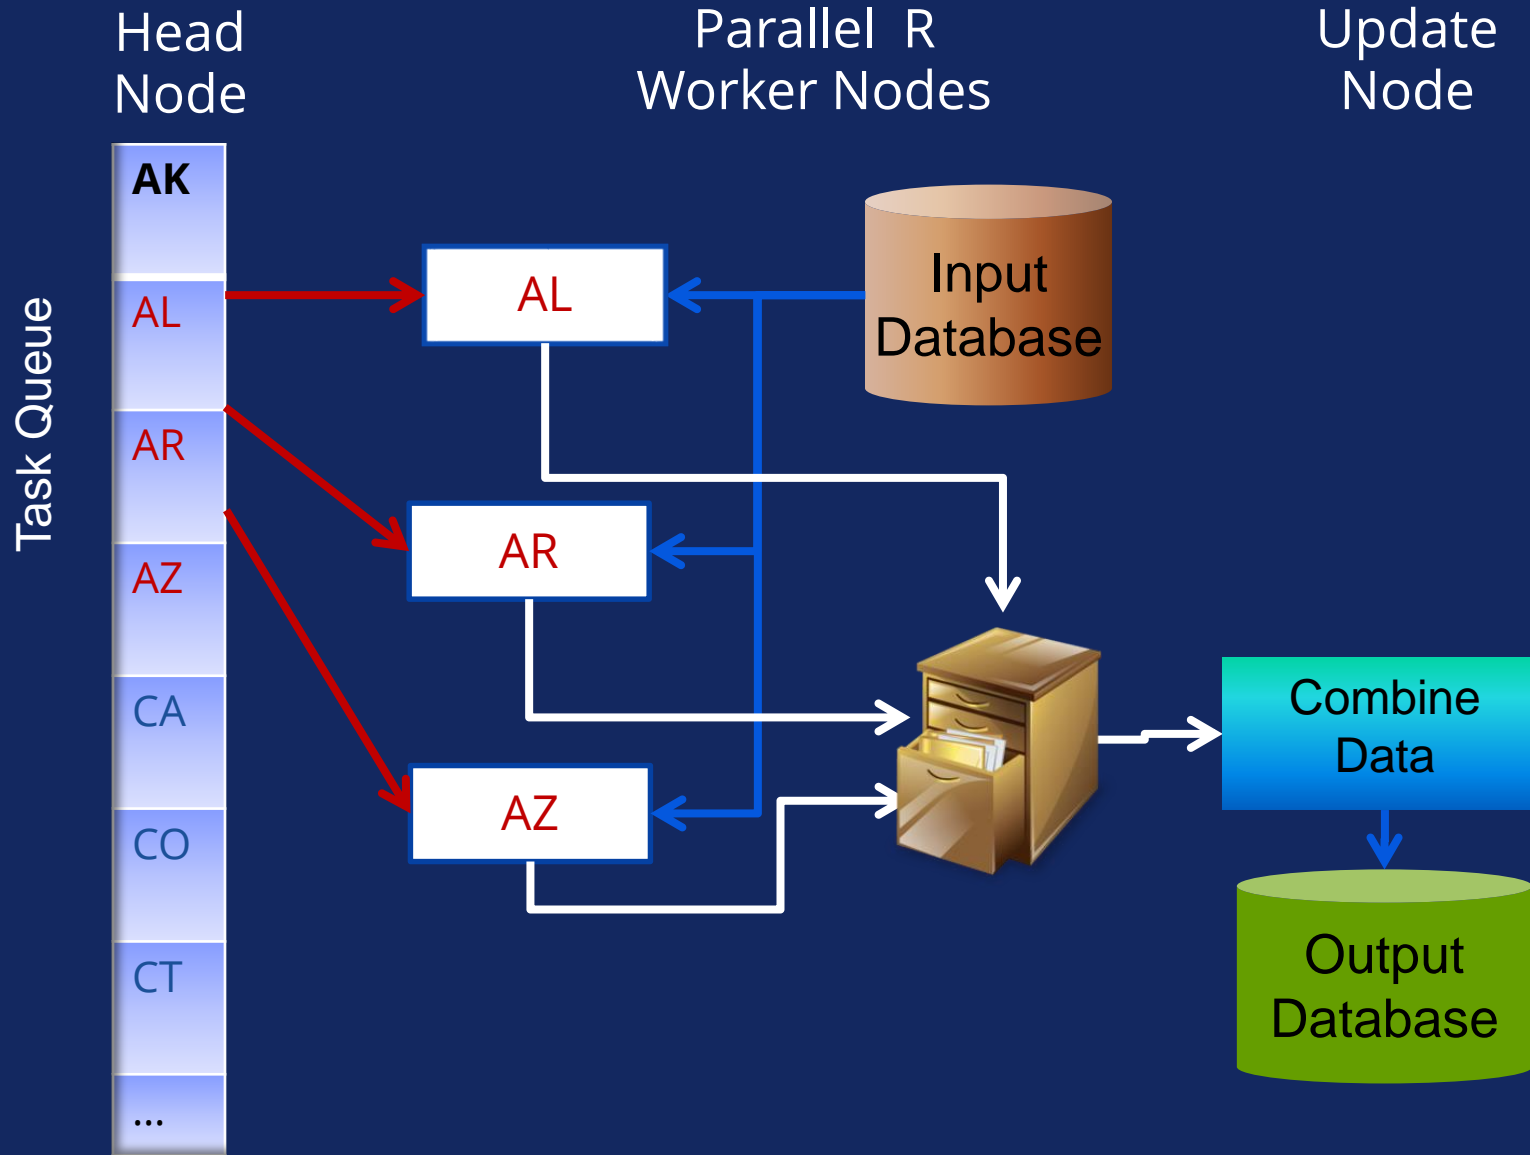 Head
Node
Parallel R
Worker Nodes
Update
Node
Task Queue
AK
AL
AR
AZ
CA
CO
CT
...
AL
AR
AZ
Input
Database
Combine
Data
Output
Database